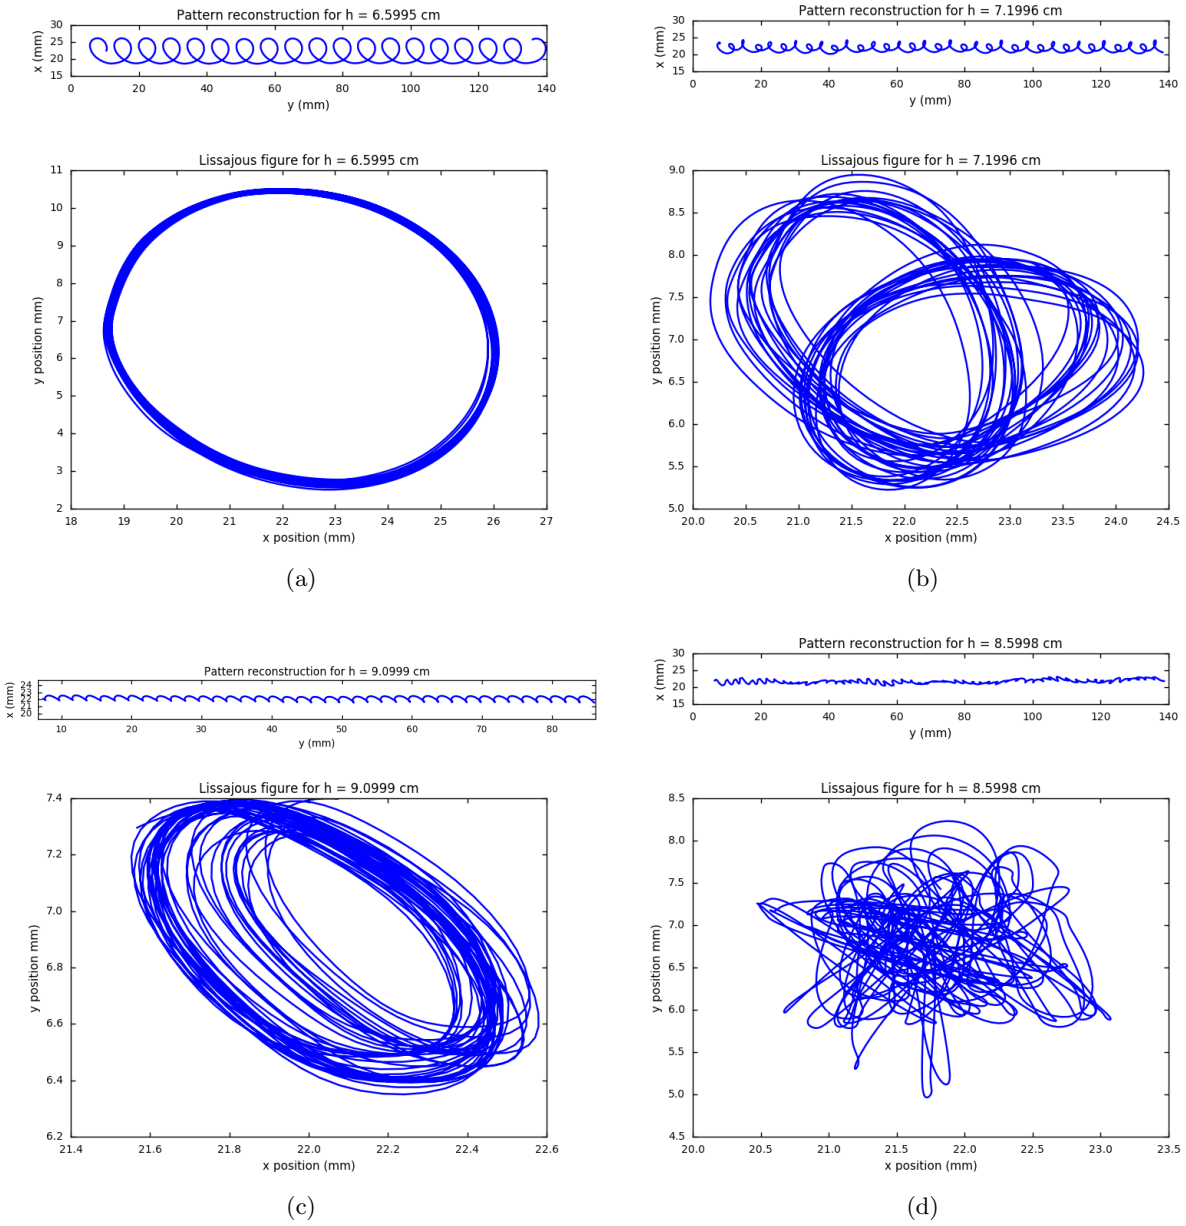 Pattern reconstruction for h = 6.5995 cm
30
25
20
15
x (mm)
0 20 40 60 80 100 120 140
y (mm)
Lissajous figure for h = 6.5995 cm
11
10
9
8
7
6
5
4
3
2
y position mm)
18 19 20 21 22 23 24 25 26 27
x position (mm)
(a)
Pattern reconstruction for h = 7.1996 cm
30
25
20
15
x (mm)
0 20 40 60 80 100 120 140
y (mm)
Lissajous figure for h = 7.1996 cm
9.0
8.5
8.0
7.5
7.0
6.5
6.0
5.5
5.0
y position mm)
20.0 20.5 21.0 21.5 22.0 22.5 23.0 23.5 24.0 24.5
x position (mm)
(b)
Pattern reconstruction for h = 9.0999 cm
24
23
22
21
20
x (mm)
10 20 30 40 50 60 70 80
y (mm)
Lissajous figure for h = 9.0999 cm
7.4
7.2
7.0
6.8
6.6
6.4
6.2
y position mm)
21.4 21.6 21.8 22.0 22.2 22.4 22.6
x position (mm)
(c)
Pattern reconstruction for h = 8.5998 cm
30
25
20
15
x (mm)
0 20 40 60 80 100 120 140
y (mm)
Lissajous figure for h = 8.5998 cm
8.5
8.0
7.5
7.0
6.5
6.0
5.5
5.0
4.5
y position mm)
20.0 20.5 21.0 21.5 22.0 22.5 23.0 23.5
x position (mm)
(d)